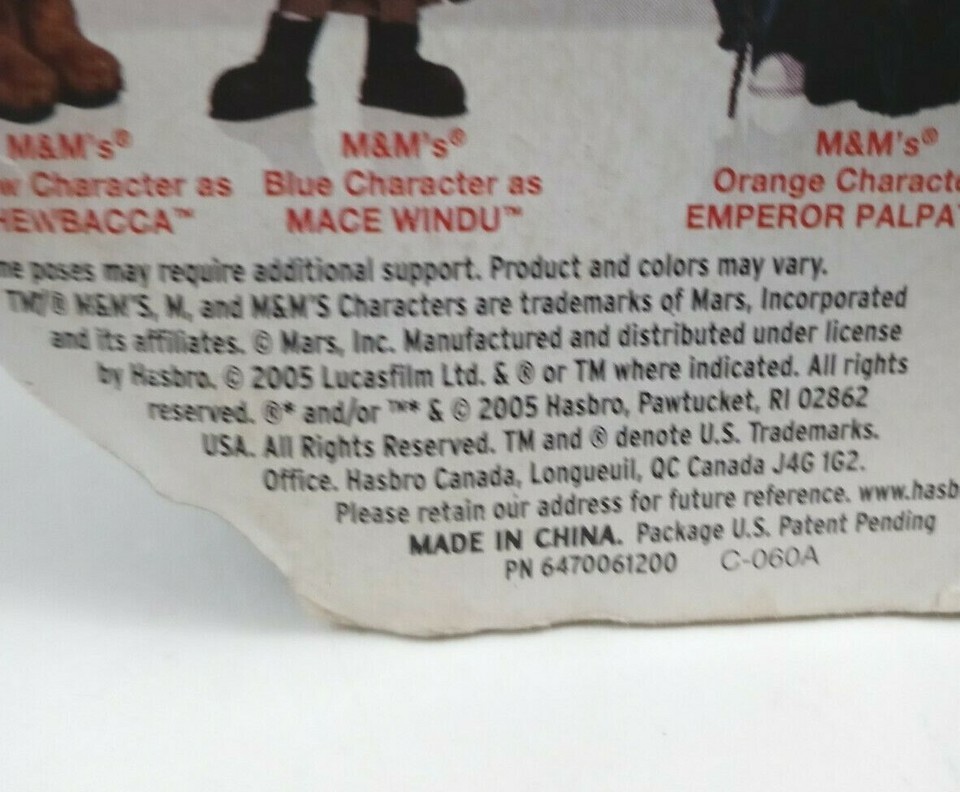 M&M's® M&M's® M&M's®
w Character as Blue Character as Orange Characte
HEWBACCA™ MACE WINDU™ EMPEROR PALPA
me poses may require additional support. Product and colors may vary.
TM/® M&M'S, M, and M&M'S Characters are trademarks of Mars, Incorporated
and its affiliates. © Mars, Inc. Manufactured and distributed under license
by Hasbro. © 2005 Lucasfilm Ltd. & ® or TM where indicated. All rights
reserved. ®* and/or ™* & © 2005 Hasbro, Pawtucket, RI 02862
USA. All Rights Reserved. TM and ® denote U.S. Trademarks.
Office. Hasbro Canada, Longueuil, QC Canada J4G 1G2.
Please retain our address for future reference. www.hasb
MADE IN CHINA. Package U.S. Patent Pending
PN 6470061200 C-060A